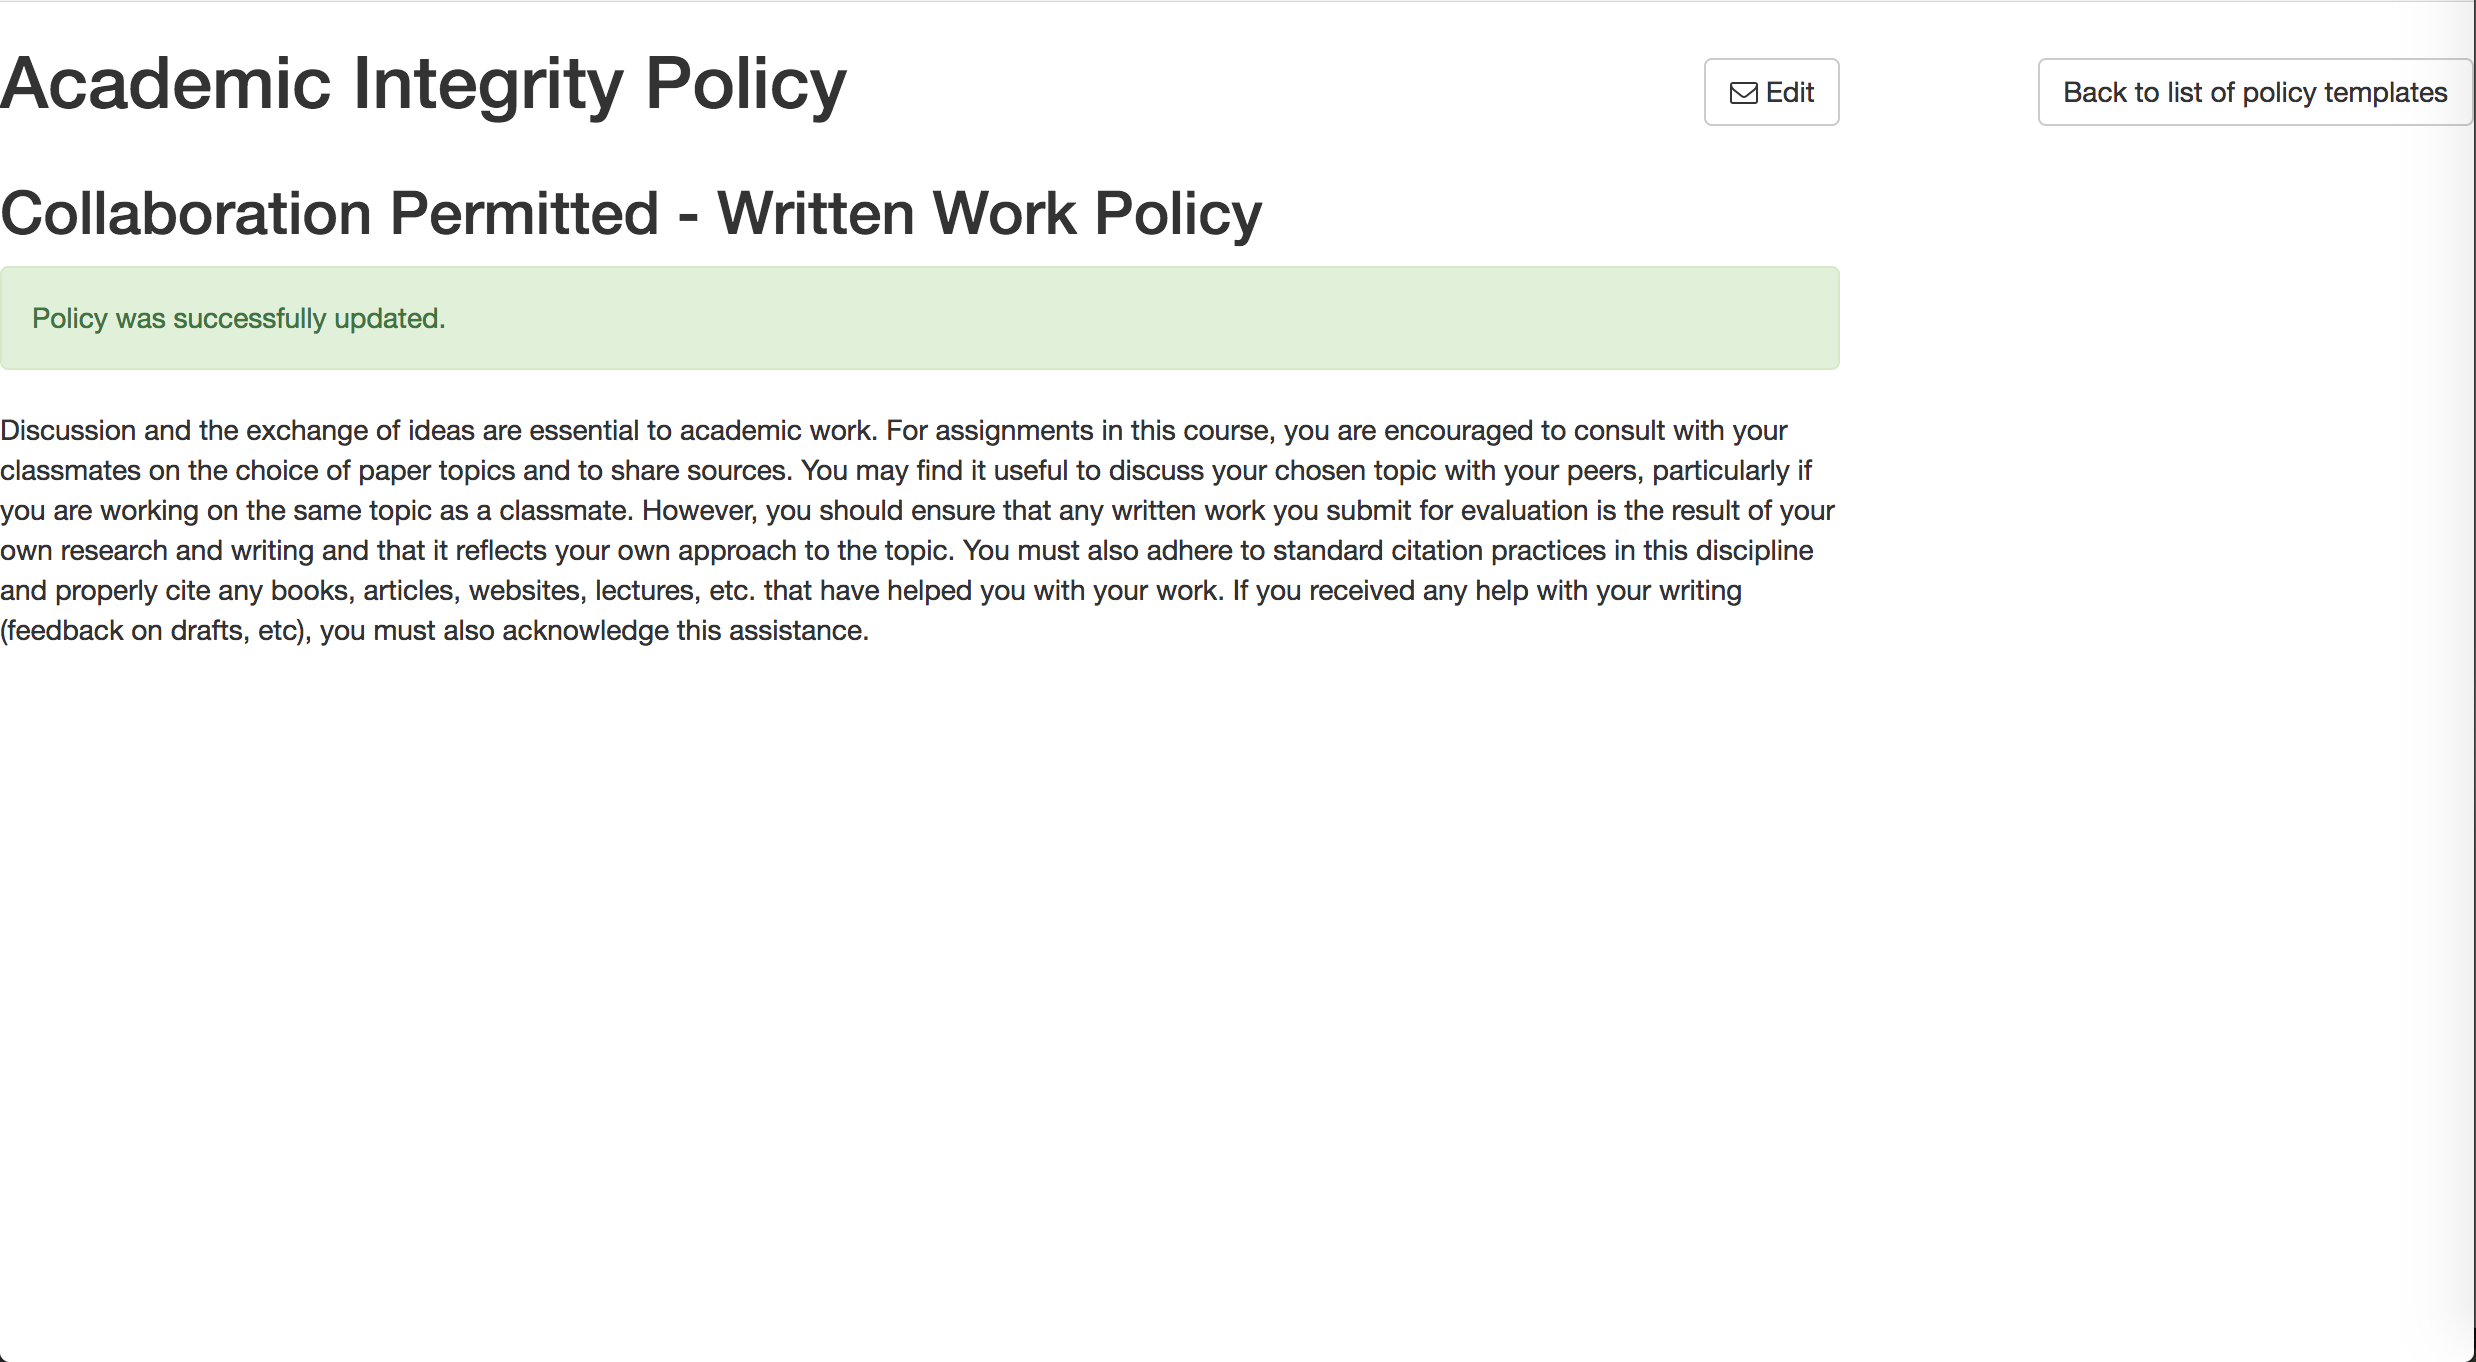 Academic Integrity Policy
Edit
Back to list of policy templates
Collaboration Permitted - Written Work Policy
Policy was successfully updated.
Discussion and the exchange of ideas are essential to academic work. For assignments in this course, you are encouraged to consult with your
classmates on the choice of paper topics and to share sources. You may find it useful to discuss your chosen topic with your peers, particularly if
you are working on the same topic as a classmate. However, you should ensure that any written work you submit for evaluation is the result of your
own research and writing and that it reflects your own approach to the topic. You must also adhere to standard citation practices in this discipline
and properly cite any books, articles, websites, lectures, etc. that have helped you with your work. If you received any help with your writing
(feedback on drafts, etc), you must also acknowledge this assistance.